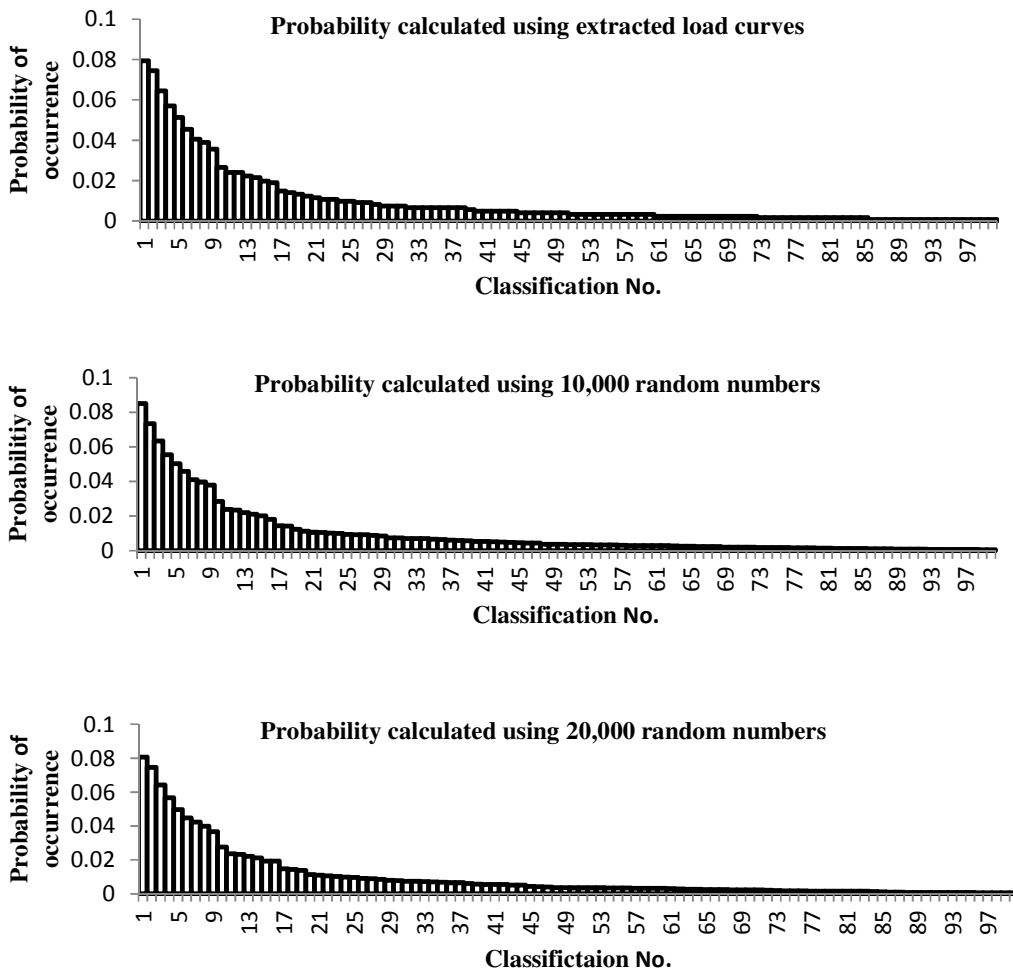 Probability calculated using extracted load curves
Probability of
occurrence
0.1
0.08
0.06
0.04
0.02
0
1 5 9 13 17 21 25 29 33 37 41 45 49 53 57 61 65 69 73 77 81 85 89 93 97
Classification No.
Probability calculated using 10,000 random numbers
Probabilitiy of
occurrence
0.1
0.08
0.06
0.04
0.02
0
1 5 9 13 17 21 25 29 33 37 41 45 49 53 57 61 65 69 73 77 81 85 89 93 97
Classification No.
Probability calculated using 20,000 random numbers
Probability of
occurrence
0.1
0.08
0.06
0.04
0.02
0
1 5 9 13 17 21 25 29 33 37 41 45 49 53 57 61 65 69 73 77 81 85 89 93 97
Classifictaion No.